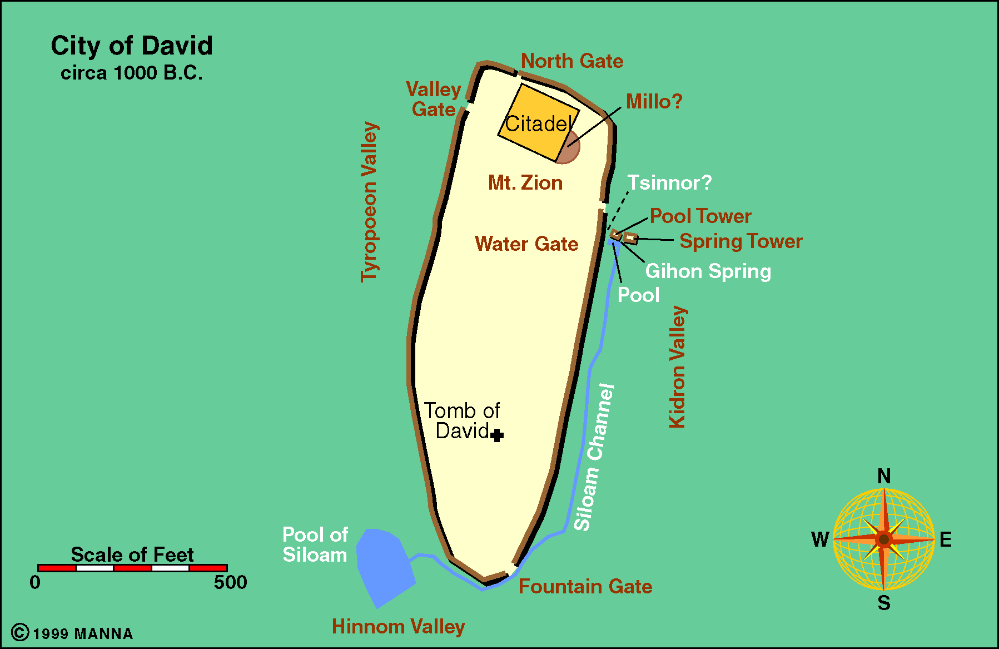 City of David
circa 1000 B.C.
North Gate
Valley
Gate
Millo?
Citadel
Tyropoeon Valley
Mt. Zion
Tsinnor?
Pool Tower
Water Gate
Spring Tower
Gihon Spring
Pool
Kidron Valley
Siloam Channel
Tomb of
David
Pool of
Siloam
Scale of Feet
0
500
Fountain Gate
Hinnom Valley
N
W
E
S
© 1999 MANNA